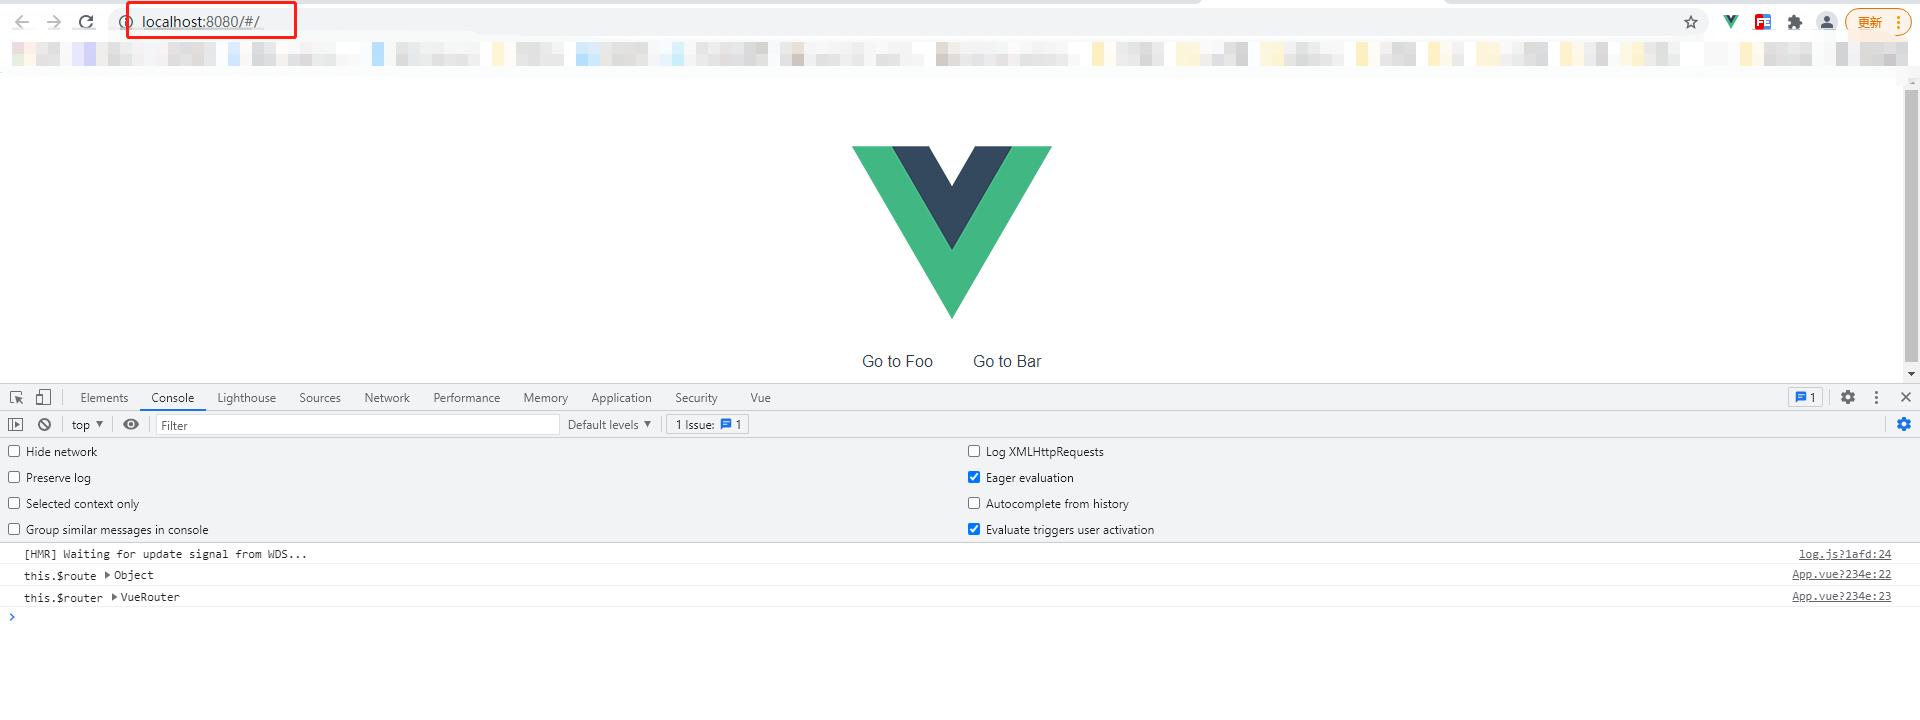 localhost:8080/#/
FE
更新
Go to Foo Go to Bar
Elements Console Lighthouse Sources Network Performance Memory Application Security Vue 1
top Filter Default levels 1 Issue: 1
Hide network Log XMLHttpRequests
Preserve log Eager evaluation
Selected context only Autocomplete from history
Group similar messages in console Evaluate triggers user activation
[HMR] Waiting for update signal from WDS... log.js?1afd:24
this.$route Object App.vue?234e:22
this.$router VueRouter App.vue?234e:23